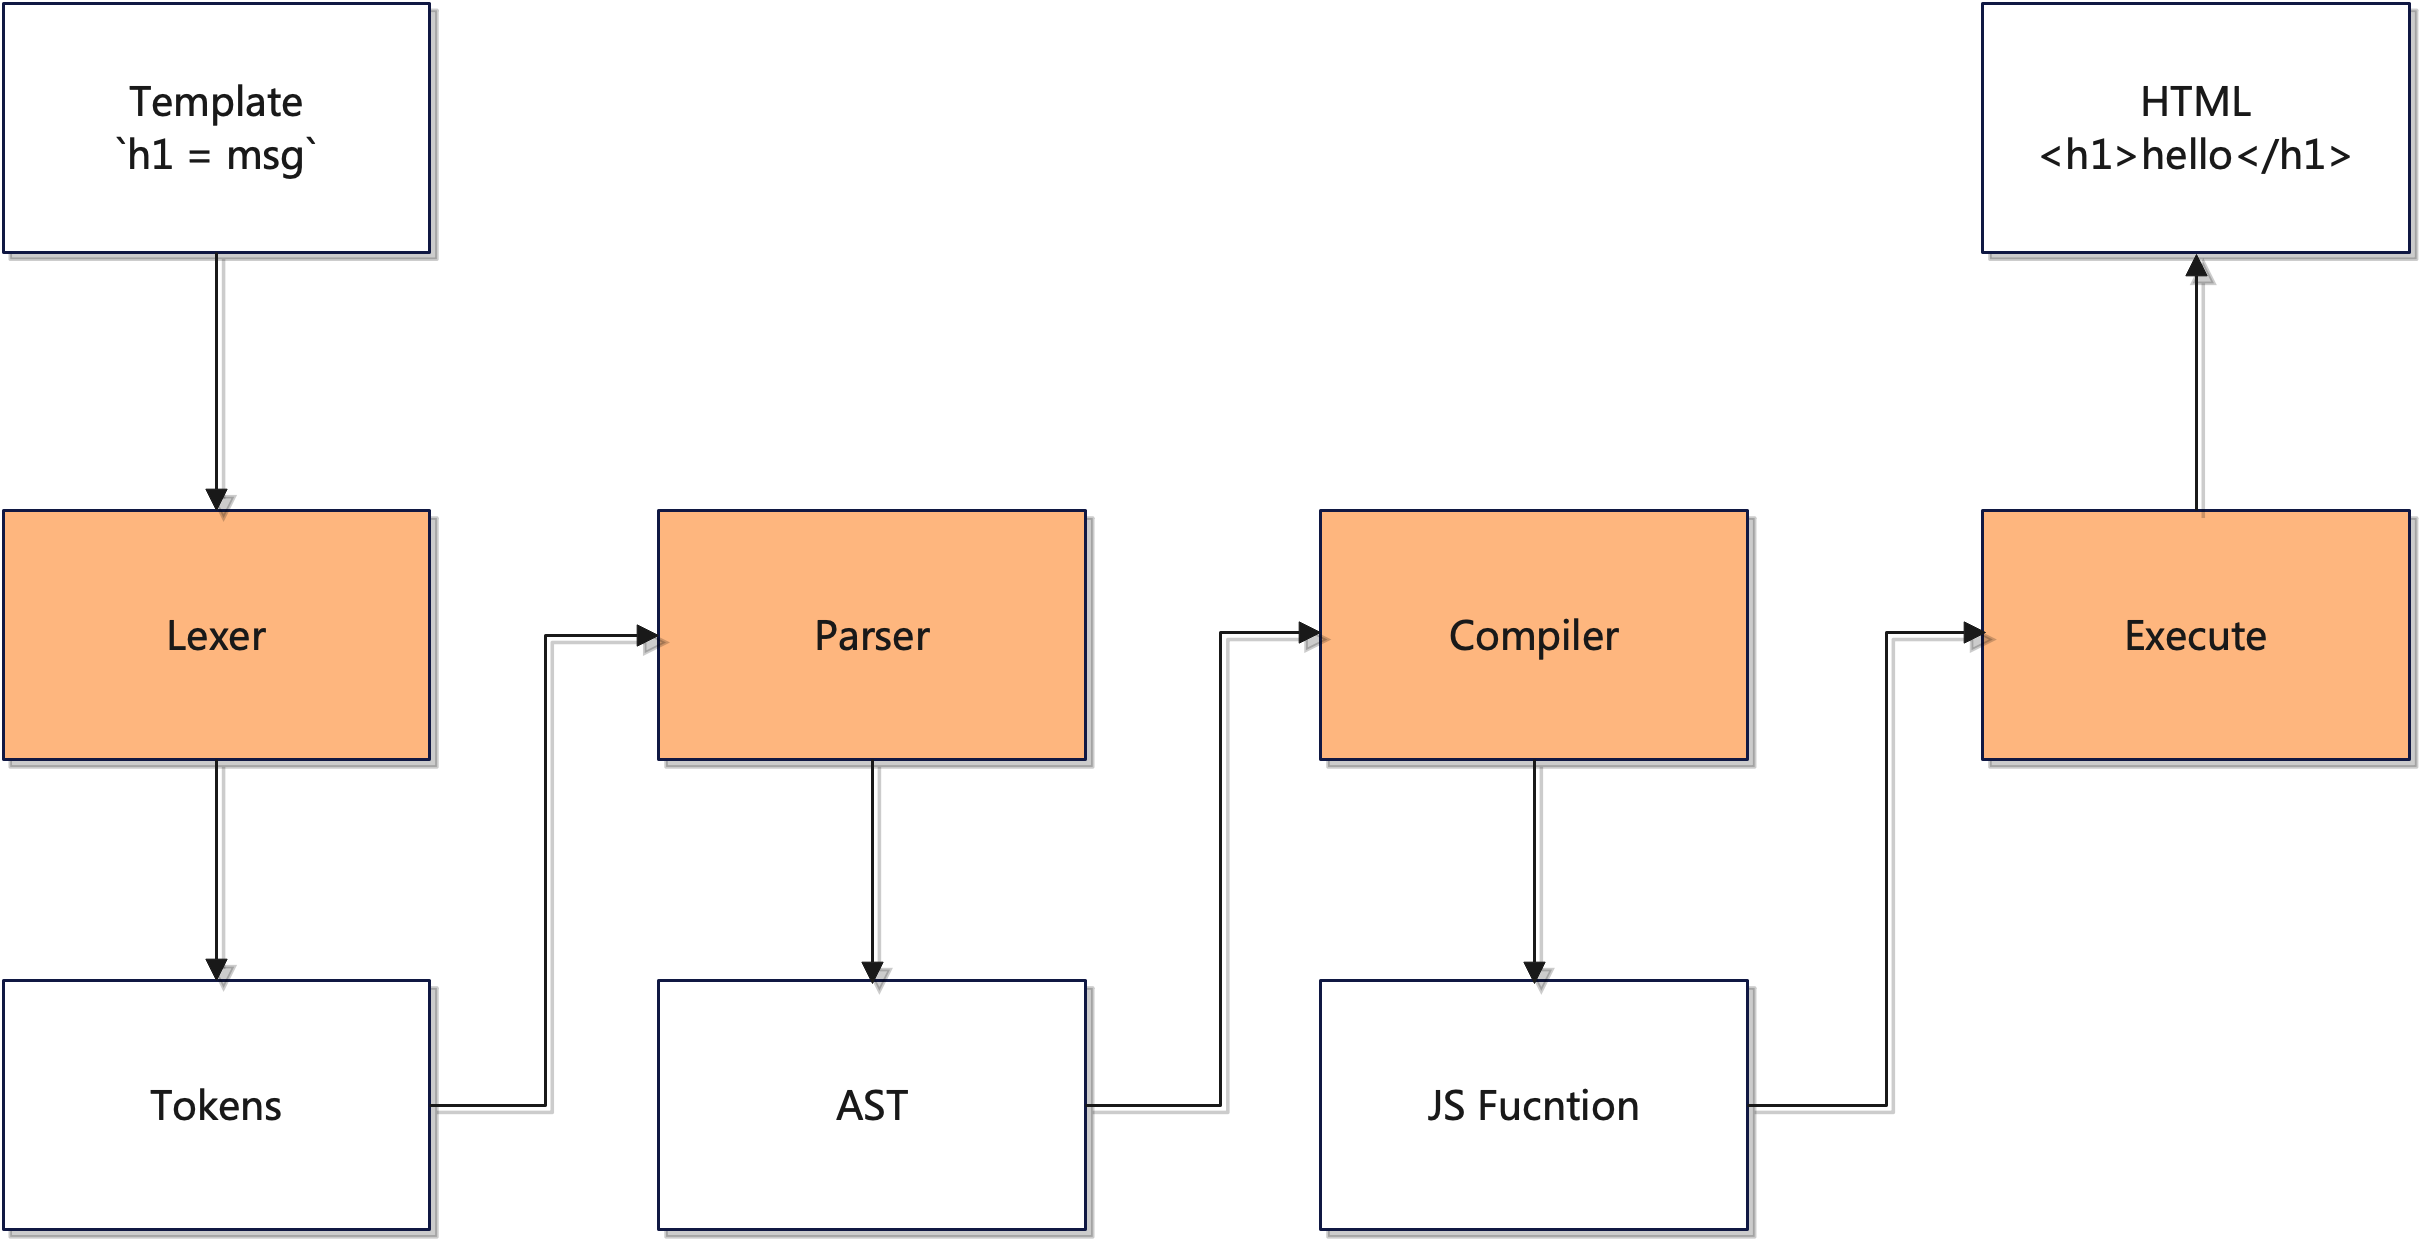 Template
`h1 = msg`
HTML
<h1>hello</h1>
Lexer
Parser
Compiler
Execute
Tokens
AST
JS Fucntion